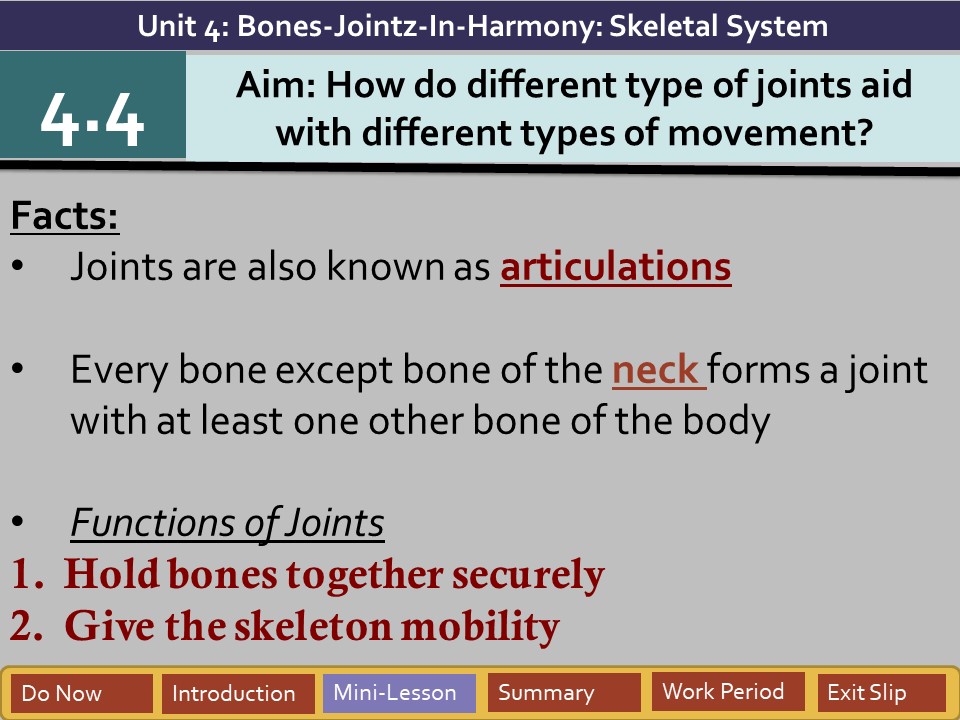 Unit 4: Bones-Jointz-In-Harmony: Skeletal System
4.4
Aim: How do different type of joints aid
with different types of movement?
Facts:
• Joints are also known as articulations
• Every bone except bone of the neck forms a joint
with at least one other bone of the body
• Functions of Joints
1. Hold bones together securely
2. Give the skeleton mobility
Do Now Introduction Mini-Lesson Summary Work Period Exit Slip